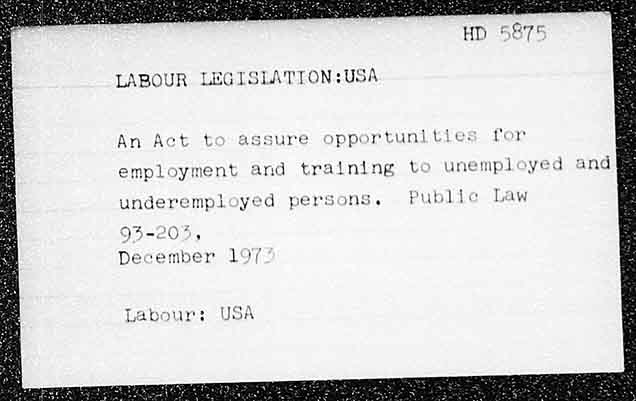 HD 5875
LABOUR LEGISLATION:USA
An Act to assure opportunities for
employment and training to unemployed and
underemployed persons. Public Law
93-203,
December 1973
Labour: USA